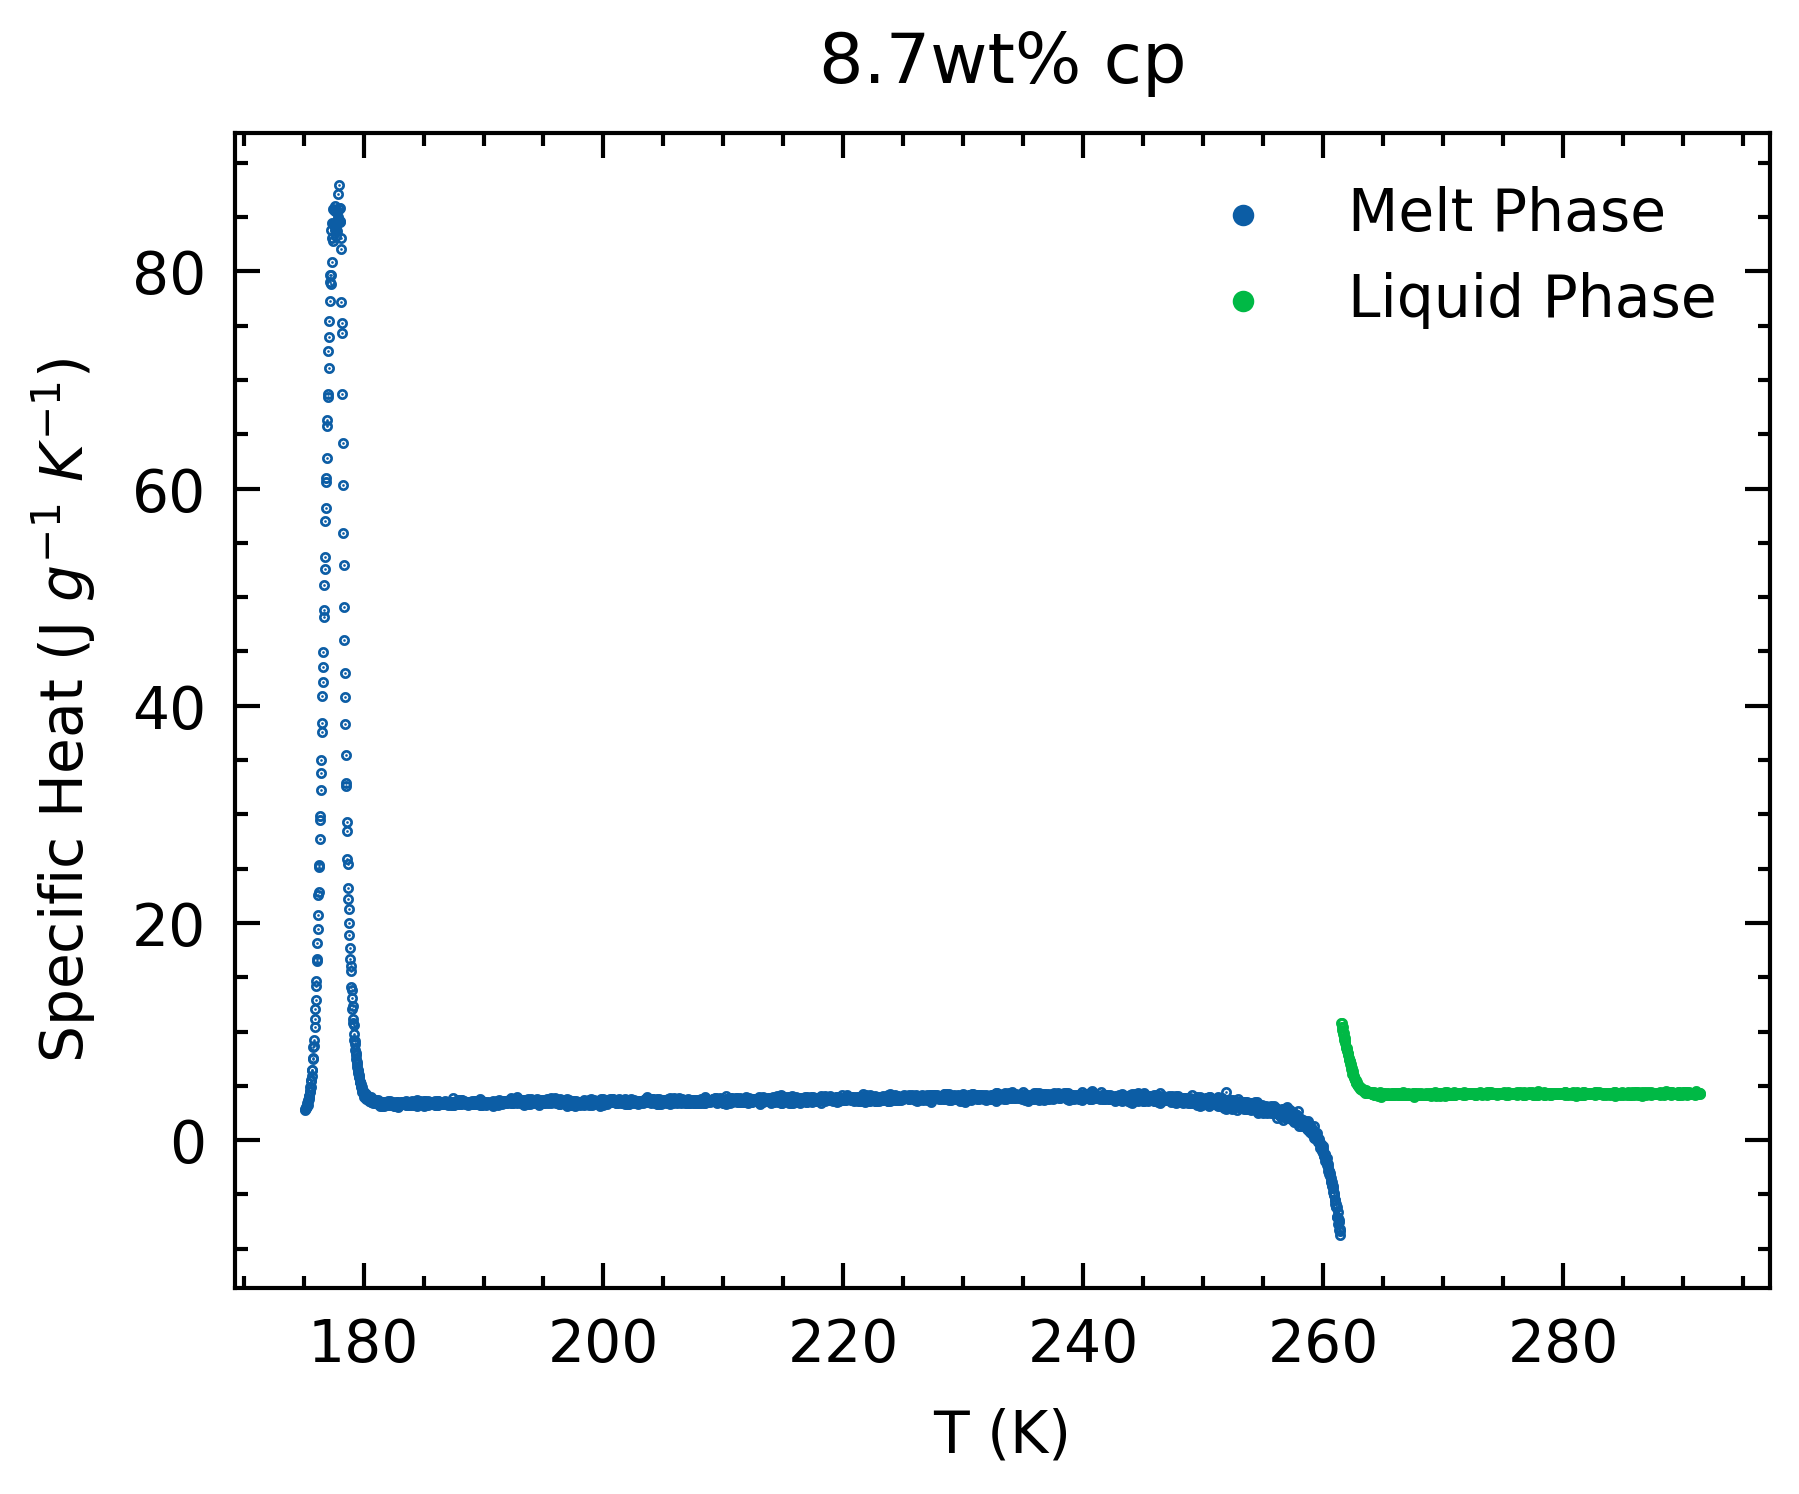 8.7wt% cp
Melt Phase
Liquid Phase
Specific Heat (J g⁻¹ K⁻¹)
80
60
40
20
0
180 200 220 240 260 280
T (K)